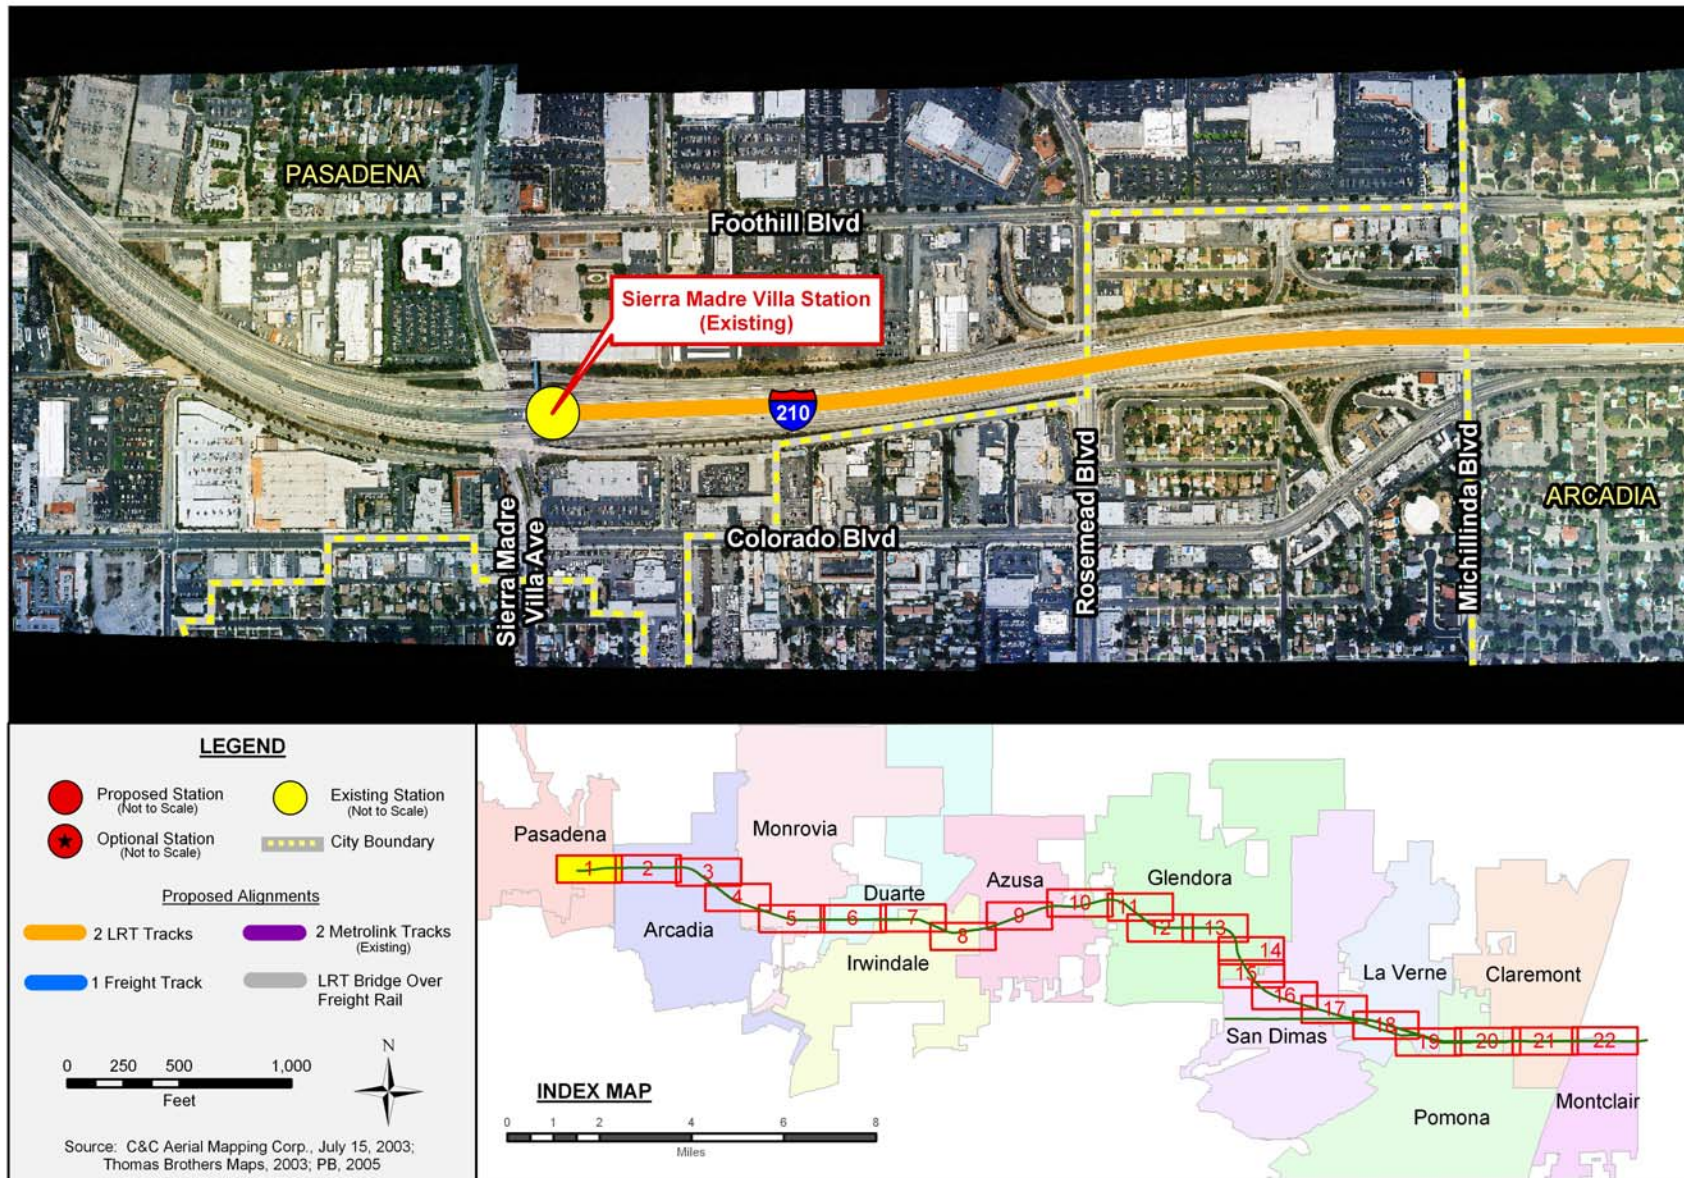 PASADENA
Foothill Blvd
Sierra Madre Villa Station
(Existing)
210
Sierra Madre
Villa Ave
Colorado Blvd
Rosemead Blvd
Michillinda Blvd
ARCADIA
LEGEND
Proposed Station
(Not to Scale)
Existing Station
(Not to Scale)
Optional Station
(Not to Scale)
City Boundary
Proposed Alignments
2 LRT Tracks
2 Metrolink Tracks
(Existing)
1 Freight Track
LRT Bridge Over
Freight Rail
0 250 500 1,000
Feet
N
Source: C&C Aerial Mapping Corp., July 15, 2003;
Thomas Brothers Maps, 2003; PB, 2005
Pasadena
Monrovia
Arcadia
Duarte
Irwindale
Azusa
Glendora
San Dimas
La Verne
Claremont
Pomona
Montclair
1
2
3
4
5
6
7
8
9
10
11
12
13
14
15
16
17
18
19
20
21
22
INDEX MAP
0 1 2 4 6 8
Miles